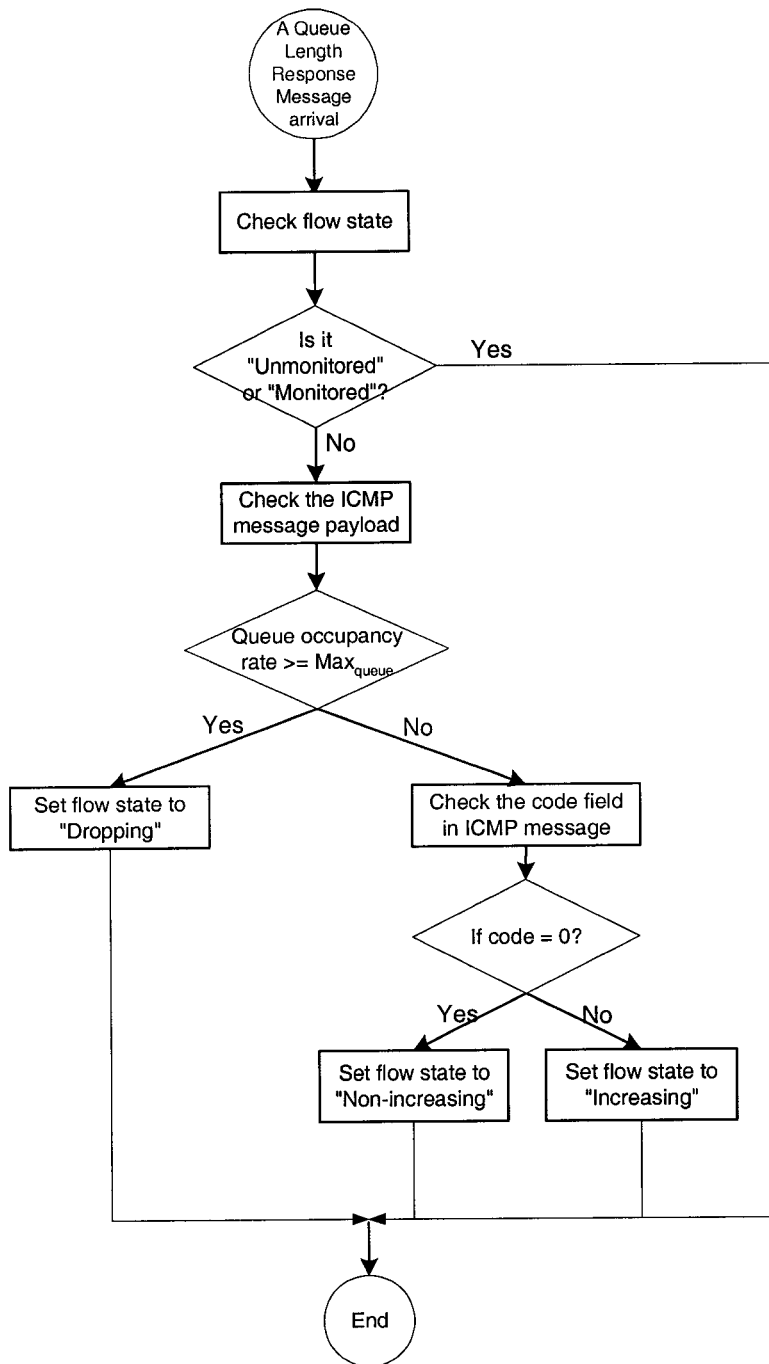 A Queue
Length
Response
Message
arrival
Check flow state
Is it
"Unmonitored"
or "Monitored"?
Yes
No
Check the ICMP
message payload
Queue occupancy
rate >= Maxqueue
Yes
No
Set flow state to
"Dropping"
Check the code field
in ICMP message
If code = 0?
Yes
No
Set flow state to
"Non-increasing"
Set flow state to
"Increasing"
End